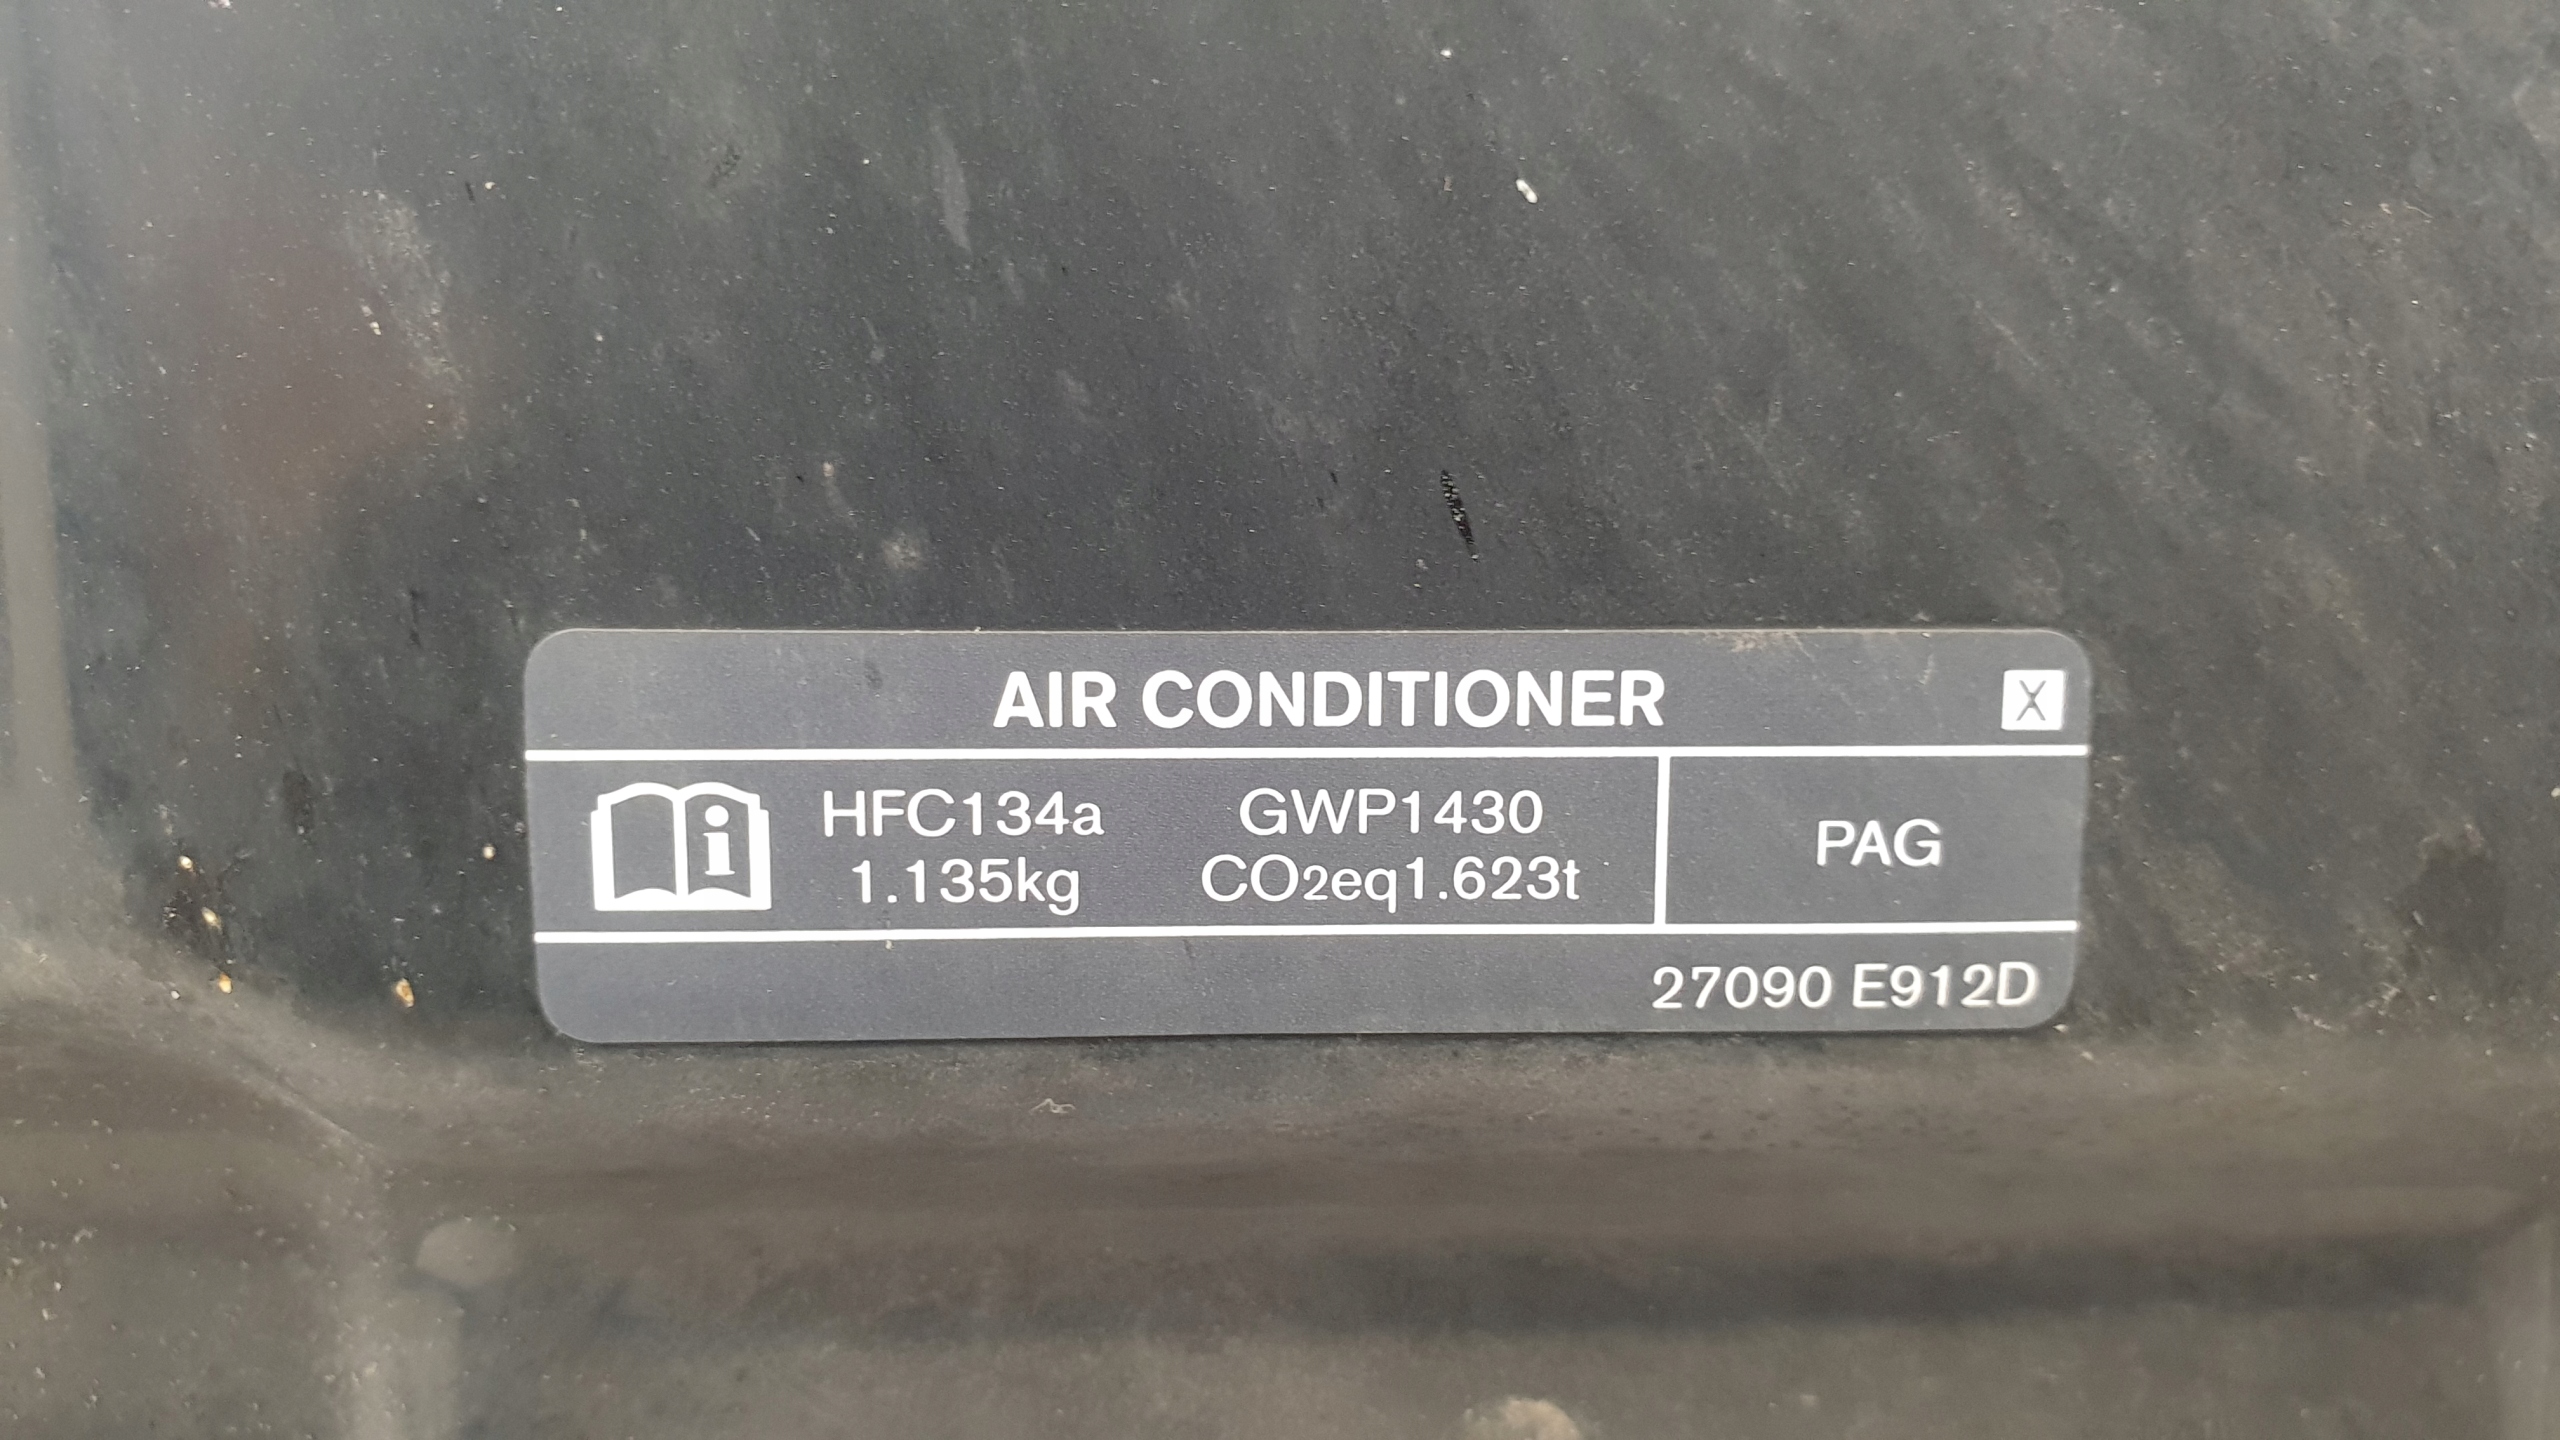 AIR CONDITIONER X
HFC134a GWP1430
1.135kg CO2eq1.623t
PAG
27090 E912D